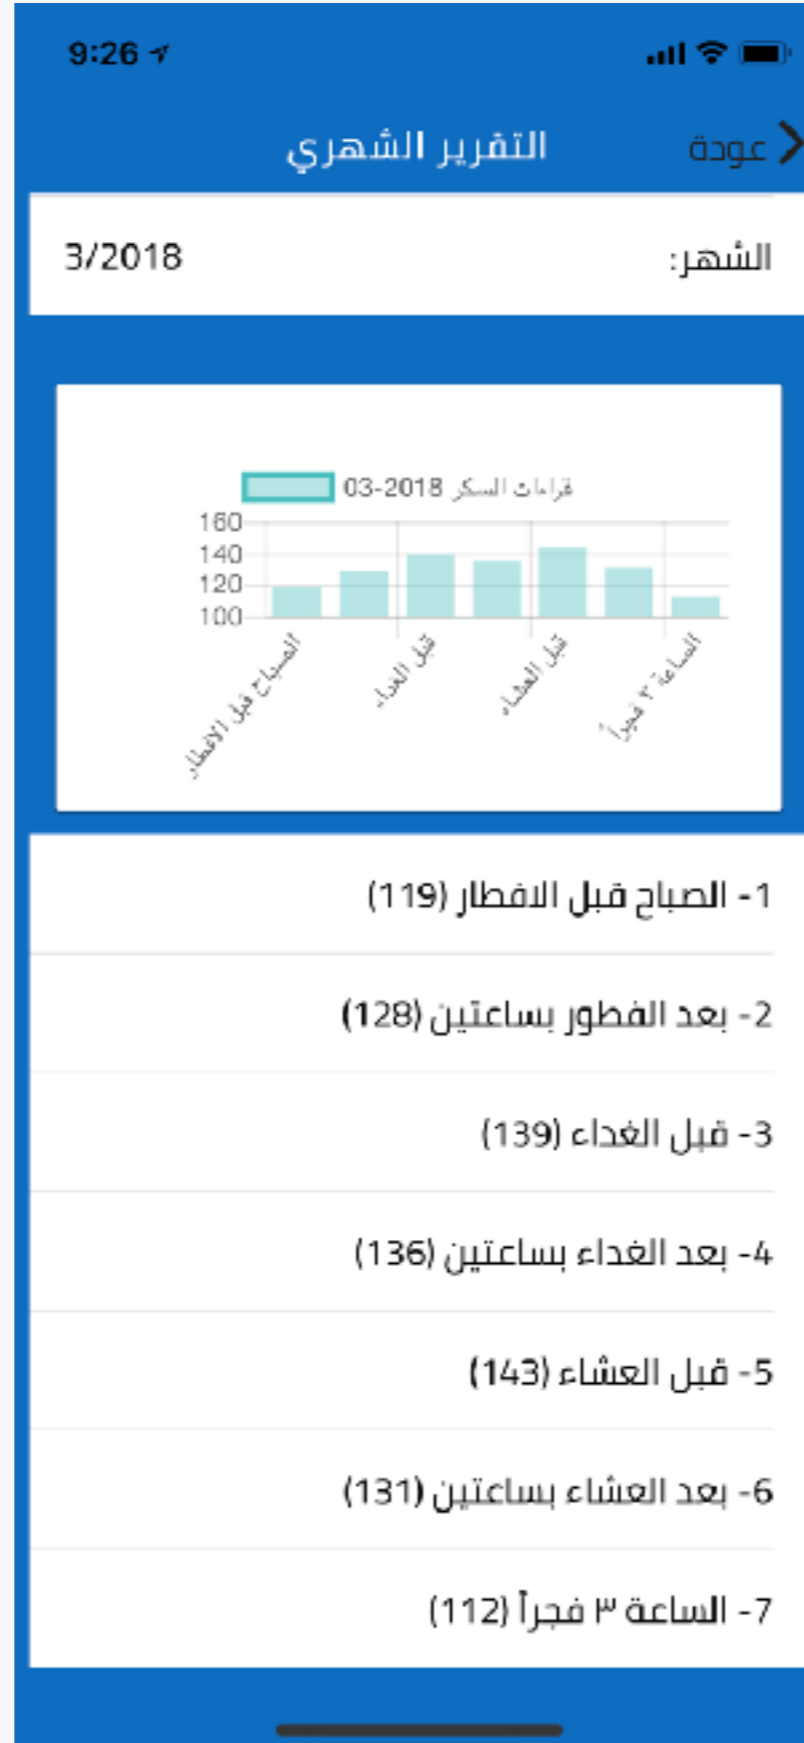 9:26
عودة
التقرير الشهري
الشهر: 3/2018
قراءات السكر 2018-03
160
140
120
100
الصباح قبل الافطار
قبل الغداء
قبل العشاء
الساعة ٣ فجراً
1- الصباح قبل الافطار (119)
2- بعد الفطور بساعتين (128)
3- قبل الغداء (139)
4- بعد الغداء بساعتين (136)
5- قبل العشاء (143)
6- بعد العشاء بساعتين (131)
7- الساعة ٣ فجراً (112)